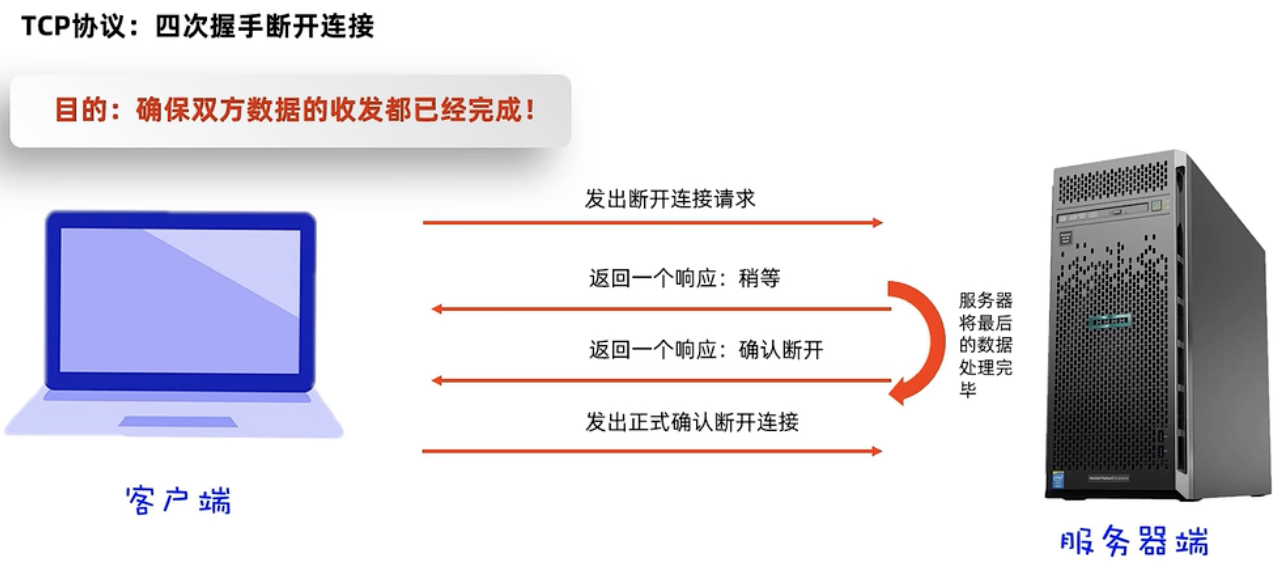 TCP协议：四次握手断开连接
目的：确保双方数据的收发都已经完成！
发出断开连接请求
返回一个响应：稍等
服务器
将最后
的数据
处理完
毕
返回一个响应：确认断开
发出正式确认断开连接
客户端
服务器端